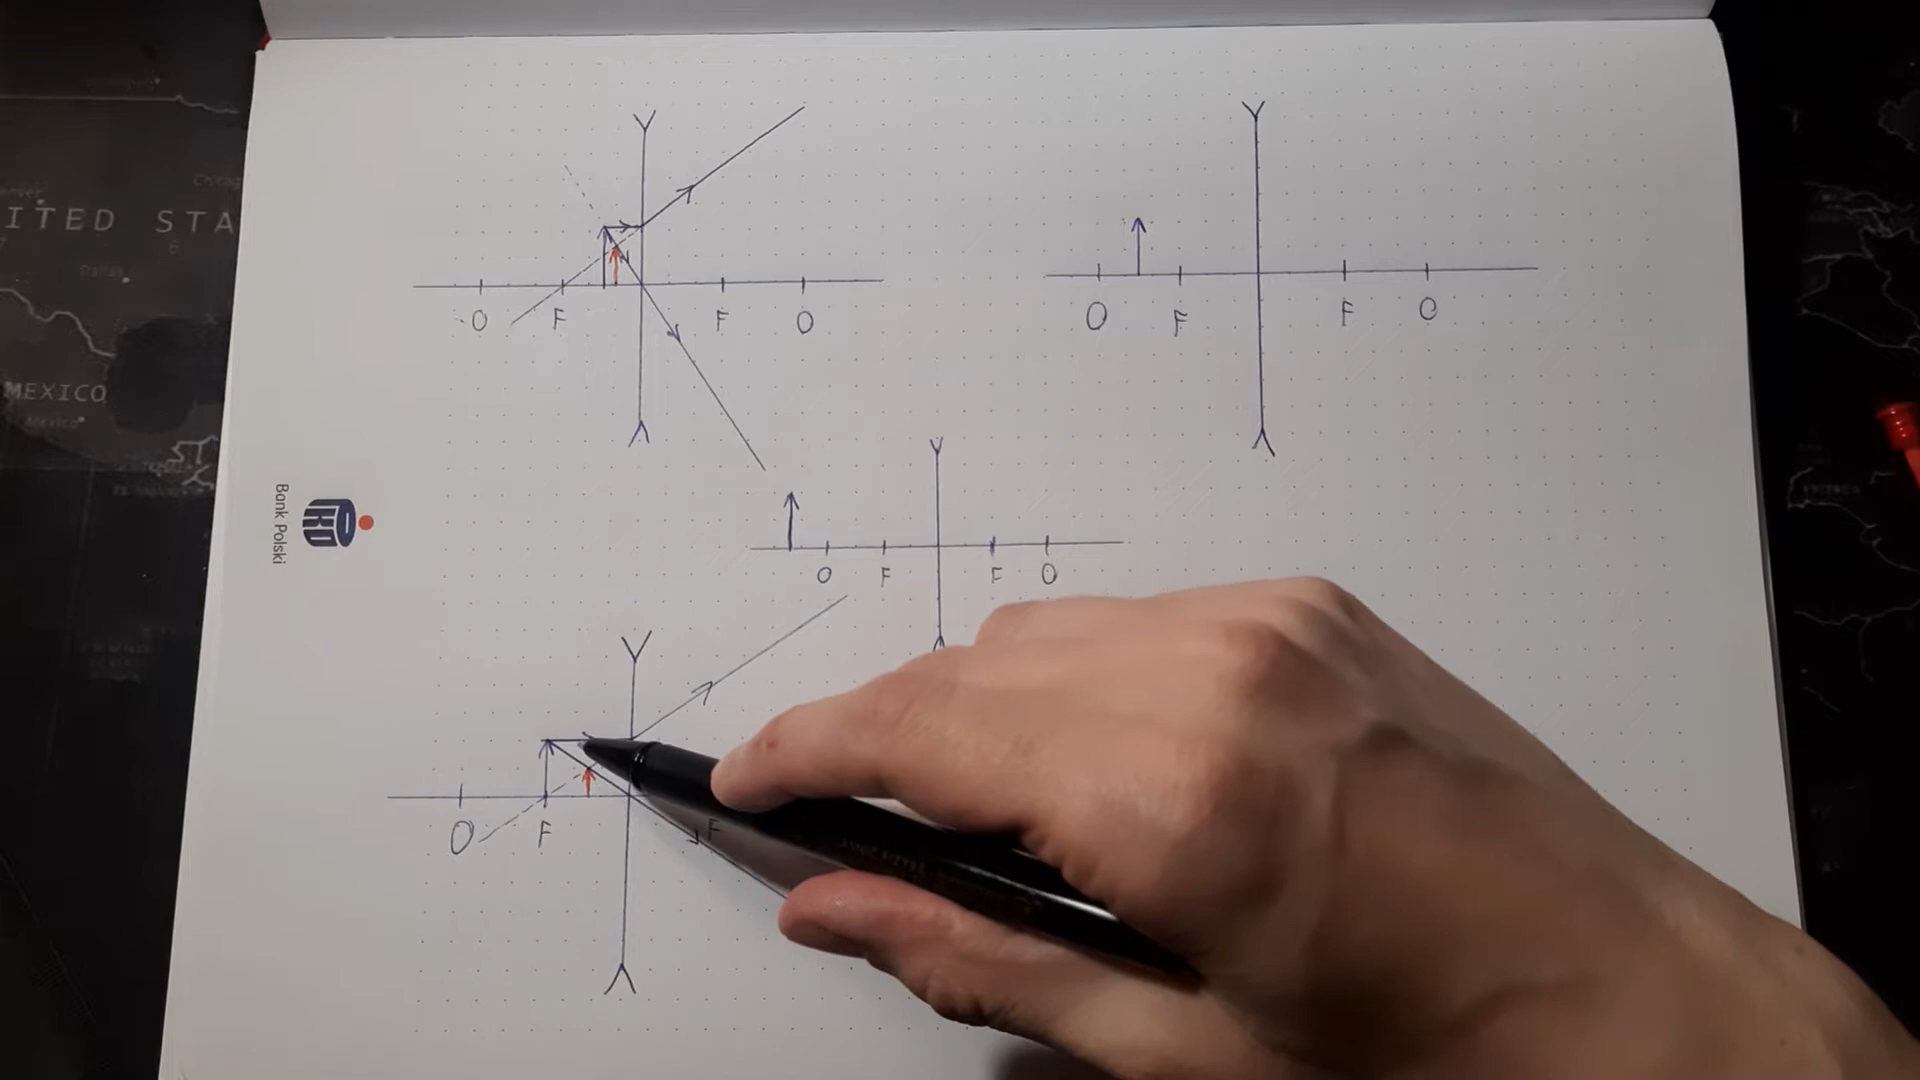 ITED STA
MEXICO
Bank Polski
O F F O
O F F O
O F F O
O F F